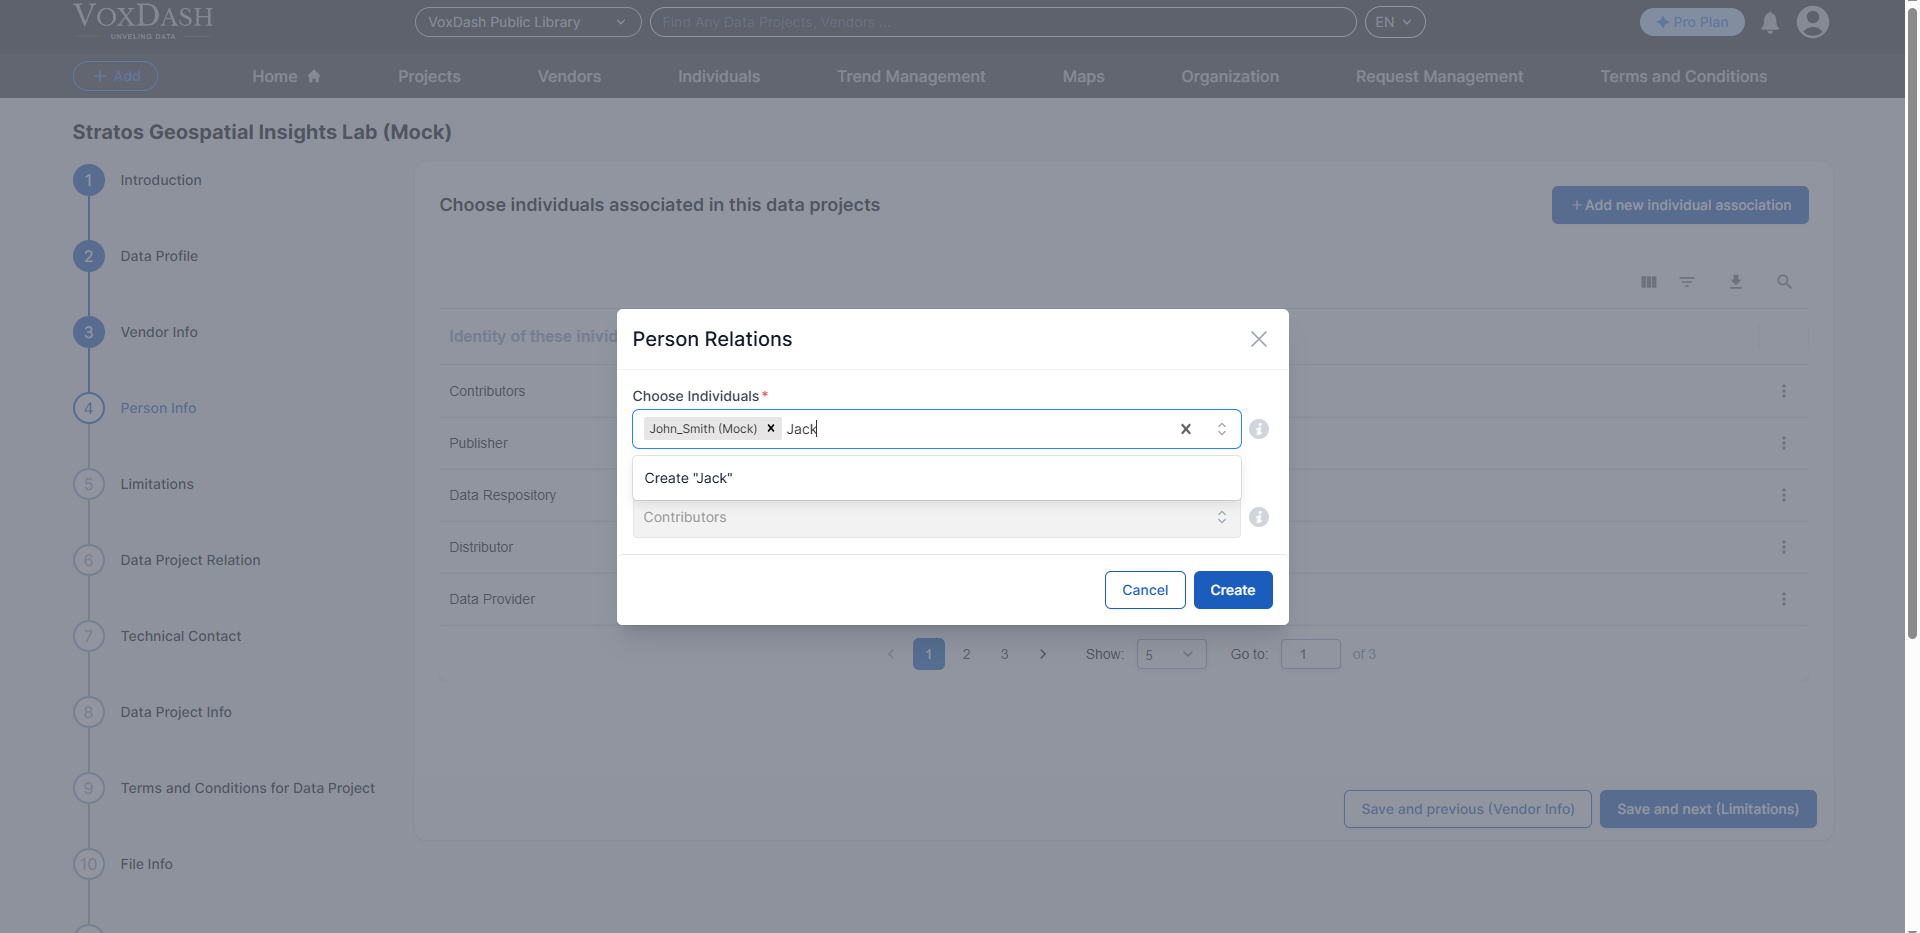 VOXDASH
UNVELING DATA
VoxDash Public Library
Find Any Data Projects, Vendors ...
EN
Pro Plan
+ Add
Home
Projects
Vendors
Individuals
Trend Management
Maps
Organization
Request Management
Terms and Conditions
Stratos Geospatial Insights Lab (Mock)
1 Introduction
2 Data Profile
3 Vendor Info
4 Person Info
5 Limitations
6 Data Project Relation
7 Technical Contact
8 Data Project Info
9 Terms and Conditions for Data Project
10 File Info
Choose individuals associated in this data projects
+ Add new individual association
Identity of these inivid
Contributors
Publisher
Data Respository
Distributor
Data Provider
Person Relations
Choose Individuals *
John_Smith (Mock) Jack
Create "Jack"
Contributors
Cancel
Create
1 2 3 Show: 5 Go to: 1 of 3
Save and previous (Vendor Info)
Save and next (Limitations)